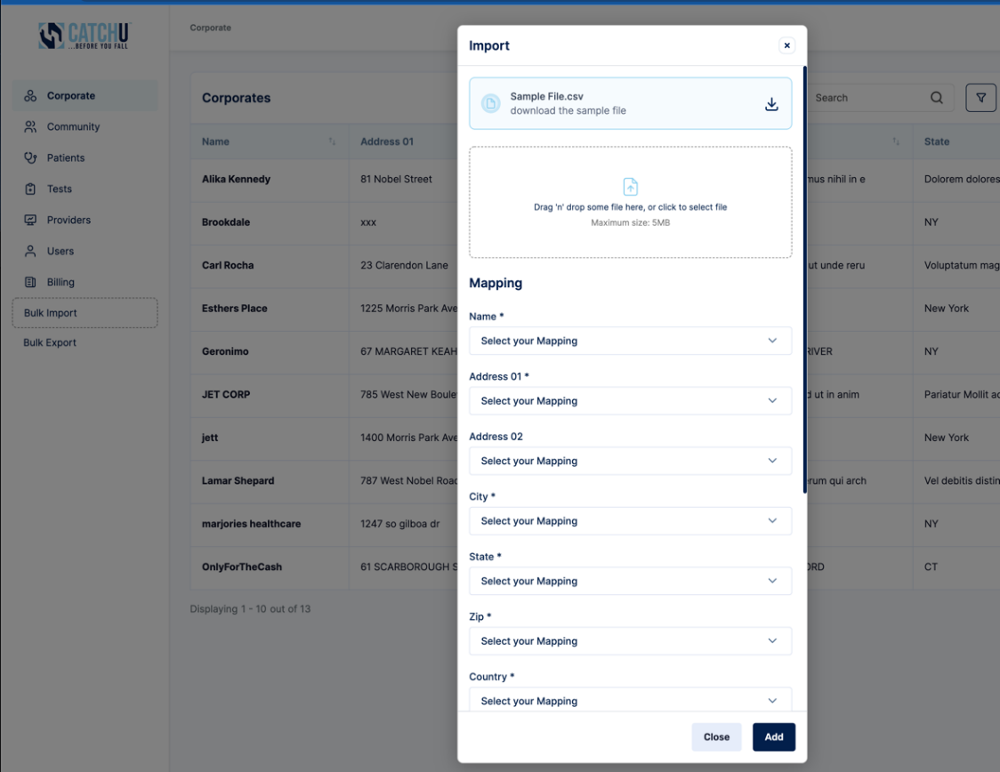 CATCHU
...BEFORE YOU FALL
Corporate
Community
Patients
Tests
Providers
Users
Billing
Bulk Import
Bulk Export
Corporate
Corporates
Search
Name Address 01 State
Alika Kennedy 81 Nobel Street mus nihil in e Dolorem dolores
Brookdale xxx NY
Carl Rocha 23 Clarendon Lane ut unde reru Voluptatum mag
Esthers Place 1225 Morris Park Ave New York
Geronimo 67 MARGARET KEAH RIVER NY
JET CORP 785 West New Boule d ut in anim Pariatur Mollit ac
jett 1400 Morris Park Ave New York
Lamar Shepard 787 West Nobel Road rum qui arch Vel debitis distin
marjories healthcare 1247 so gilboa dr NY
OnlyForTheCash 61 SCARBOROUGH S ORD CT
Displaying 1 - 10 out of 13
Import
Sample File.csv
download the sample file
Drag 'n' drop some file here, or click to select file
Maximum size: 5MB
Mapping
Name *
Select your Mapping
Address 01 *
Select your Mapping
Address 02
Select your Mapping
City *
Select your Mapping
State *
Select your Mapping
Zip *
Select your Mapping
Country *
Select your Mapping
Close Add